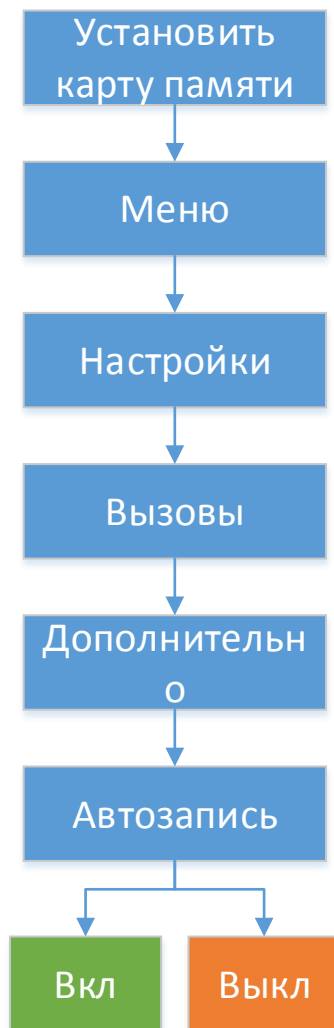 Установить
карту памяти
Меню
Настройки
Вызовы
Дополнительн
о
Автозапись
Вкл
Выкл